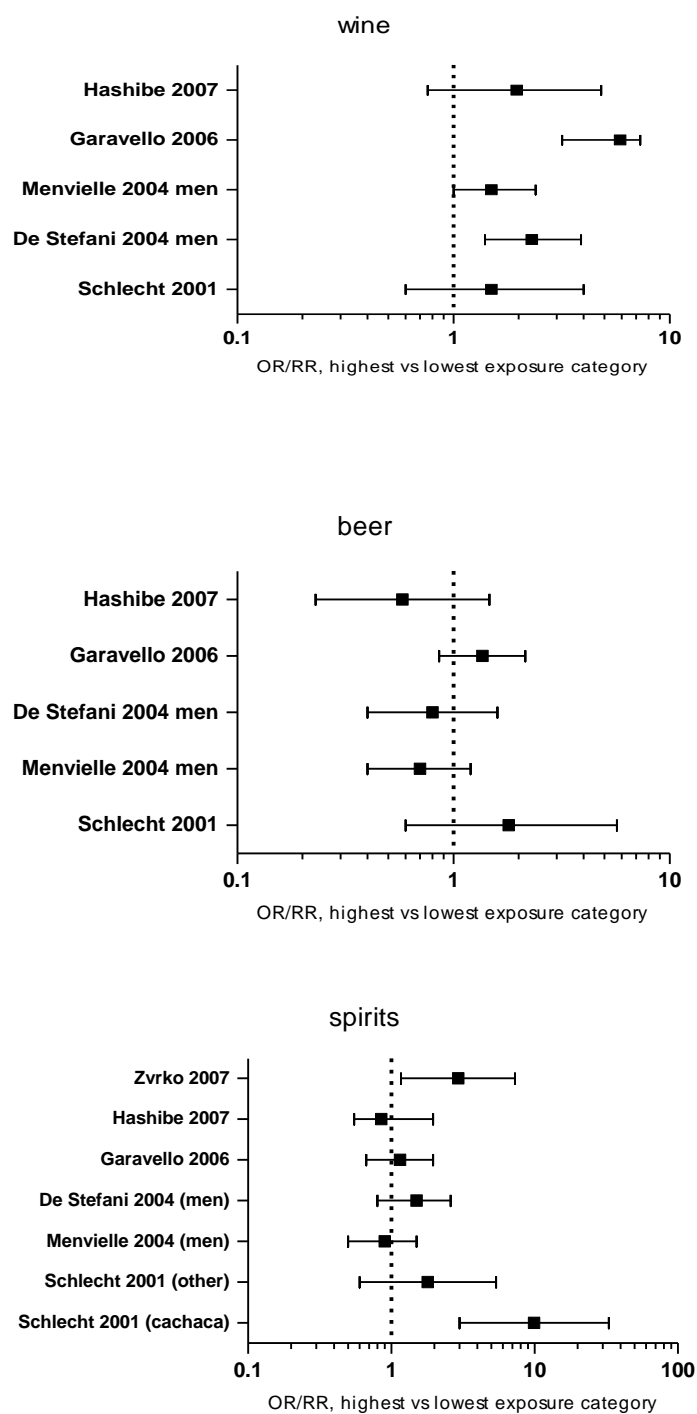 wine
Hashibe 2007
Garavello 2006
Menvielle 2004 men
De Stefani 2004 men
Schlecht 2001
0.1 1 10
OR/RR, highest vs lowest exposure category
beer
Hashibe 2007
Garavello 2006
De Stefani 2004 men
Menvielle 2004 men
Schlecht 2001
0.1 1 10
OR/RR, highest vs lowest exposure category
spirits
Zvrko 2007
Hashibe 2007
Garavello 2006
De Stefani 2004 (men)
Menvielle 2004 (men)
Schlecht 2001 (other)
Schlecht 2001 (cachaca)
0.1 1 10 100
OR/RR, highest vs lowest exposure category